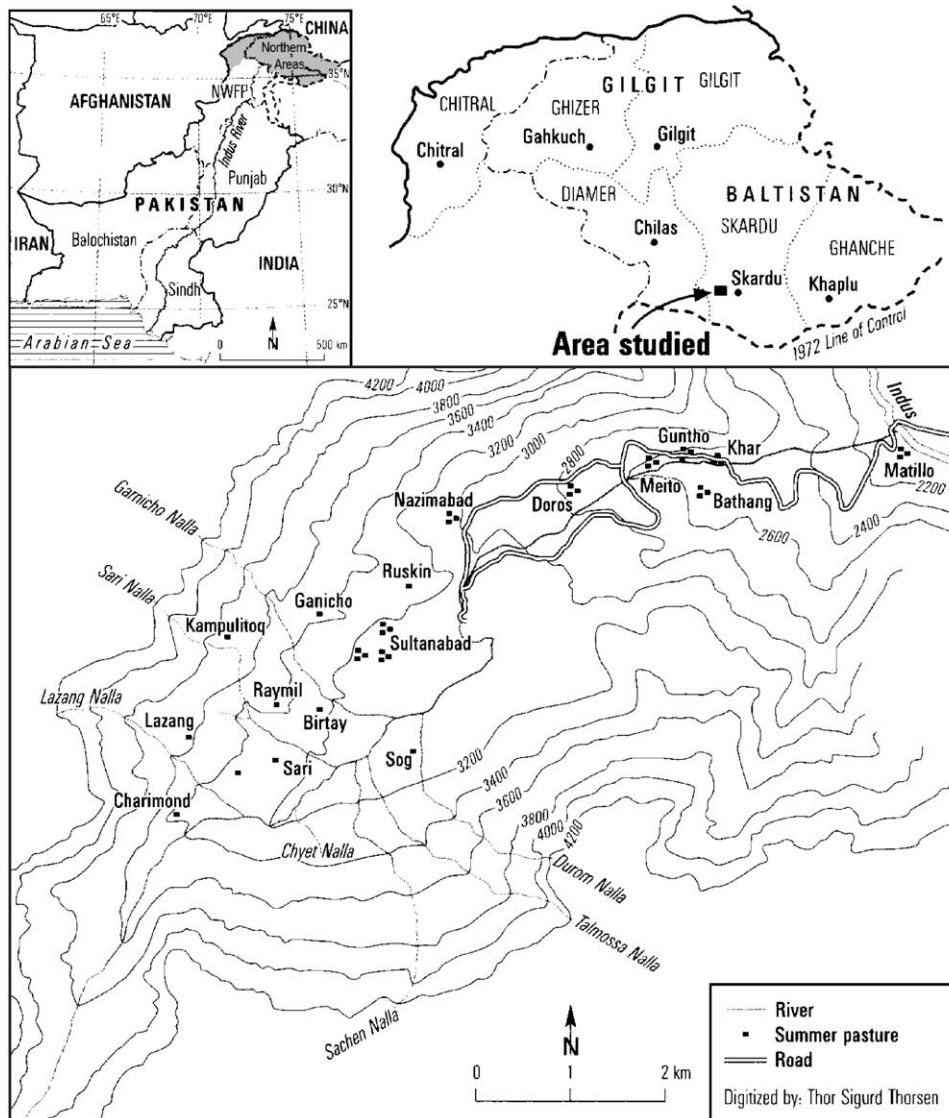 65°E
70°E
75°E
CHINA
Northern
Areas
35°N
AFGHANISTAN
NWFP
Indus River
Punjab
30°N
PAKISTAN
IRAN
Balochistan
INDIA
Sindh
25°N
Arabian Sea
N
0
500 km
GILGIT
GILGIT
CHITRAL
GHIZER
Chitral
Gahkuch
Gilgit
DIAMER
BALTISTAN
SKARDU
Chilas
GHANCHE
Skardu
Khaplu
Area studied
1972 Line of Control
4200
4000
3800
3600
3400
3200
3000
2800
Indus
Guntho
Khar
Matillo
2200
Meito
Doros
Bathang
2400
2600
Nazimabad
Garnicho Nalla
Ruskin
Sari Nalla
Ganicho
Kampulitoq
Sultanabad
Lazang Nalla
Raymil
Lazang
Birtay
Sog
3200
Sari
3400
3600
3800
4000
4200
Charimond
Chyet Nalla
Durom Nalla
Talmossa Nalla
Sachen Nalla
N
0
1
2 km
River
Summer pasture
Road
Digitized by: Thor Sigurd Thorsen